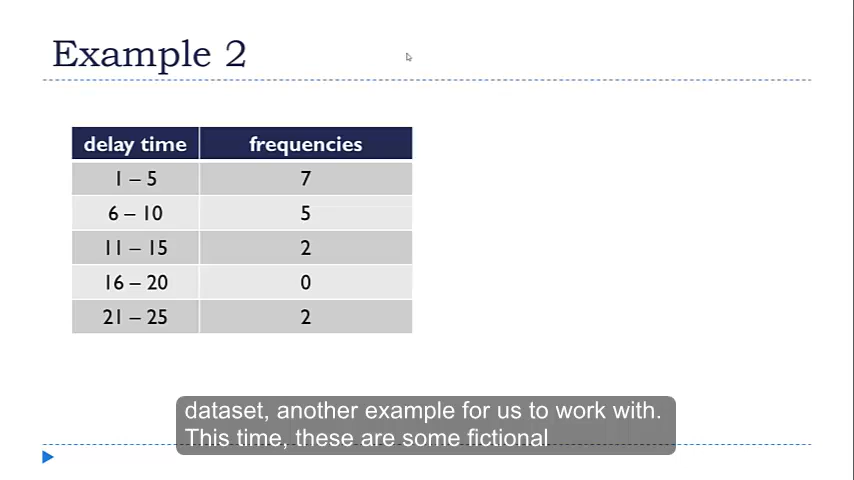 Example 2
delay time frequencies
1 – 5 7
6 – 10 5
11 – 15 2
16 – 20 0
21 – 25 2
dataset, another example for us to work with.
This time, these are some fictional